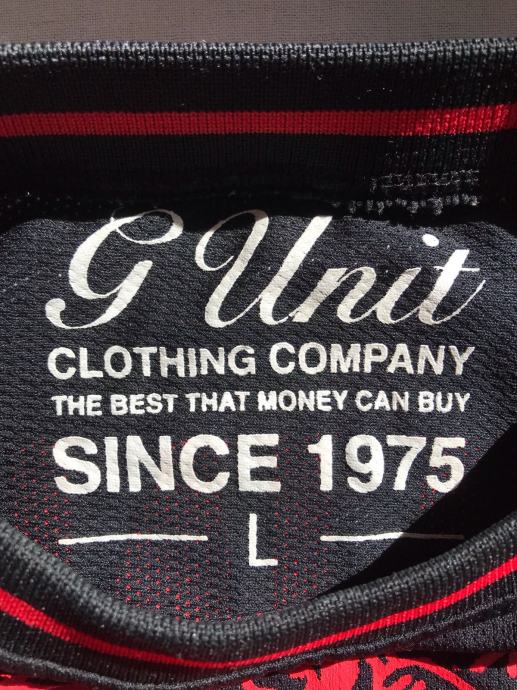 G Unit
CLOTHING COMPANY
THE BEST THAT MONEY CAN BUY
SINCE 1975
L